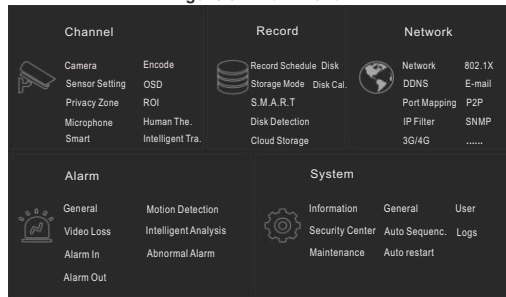 Channel
Camera Encode
Sensor Setting OSD
Privacy Zone ROI
Microphone Human The.
Smart Intelligent Tra.
Record
Record Schedule Disk
Storage Mode Disk Cal.
S.M.A.R.T
Disk Detection
Cloud Storage
Network
Network 802.1X
DDNS E-mail
Port Mapping P2P
IP Filter SNMP
3G/4G ......
Alarm
General Motion Detection
Video Loss Intelligent Analysis
Alarm In Abnormal Alarm
Alarm Out
System
Information General User
Security Center Auto Sequenc. Logs
Maintenance Auto restart